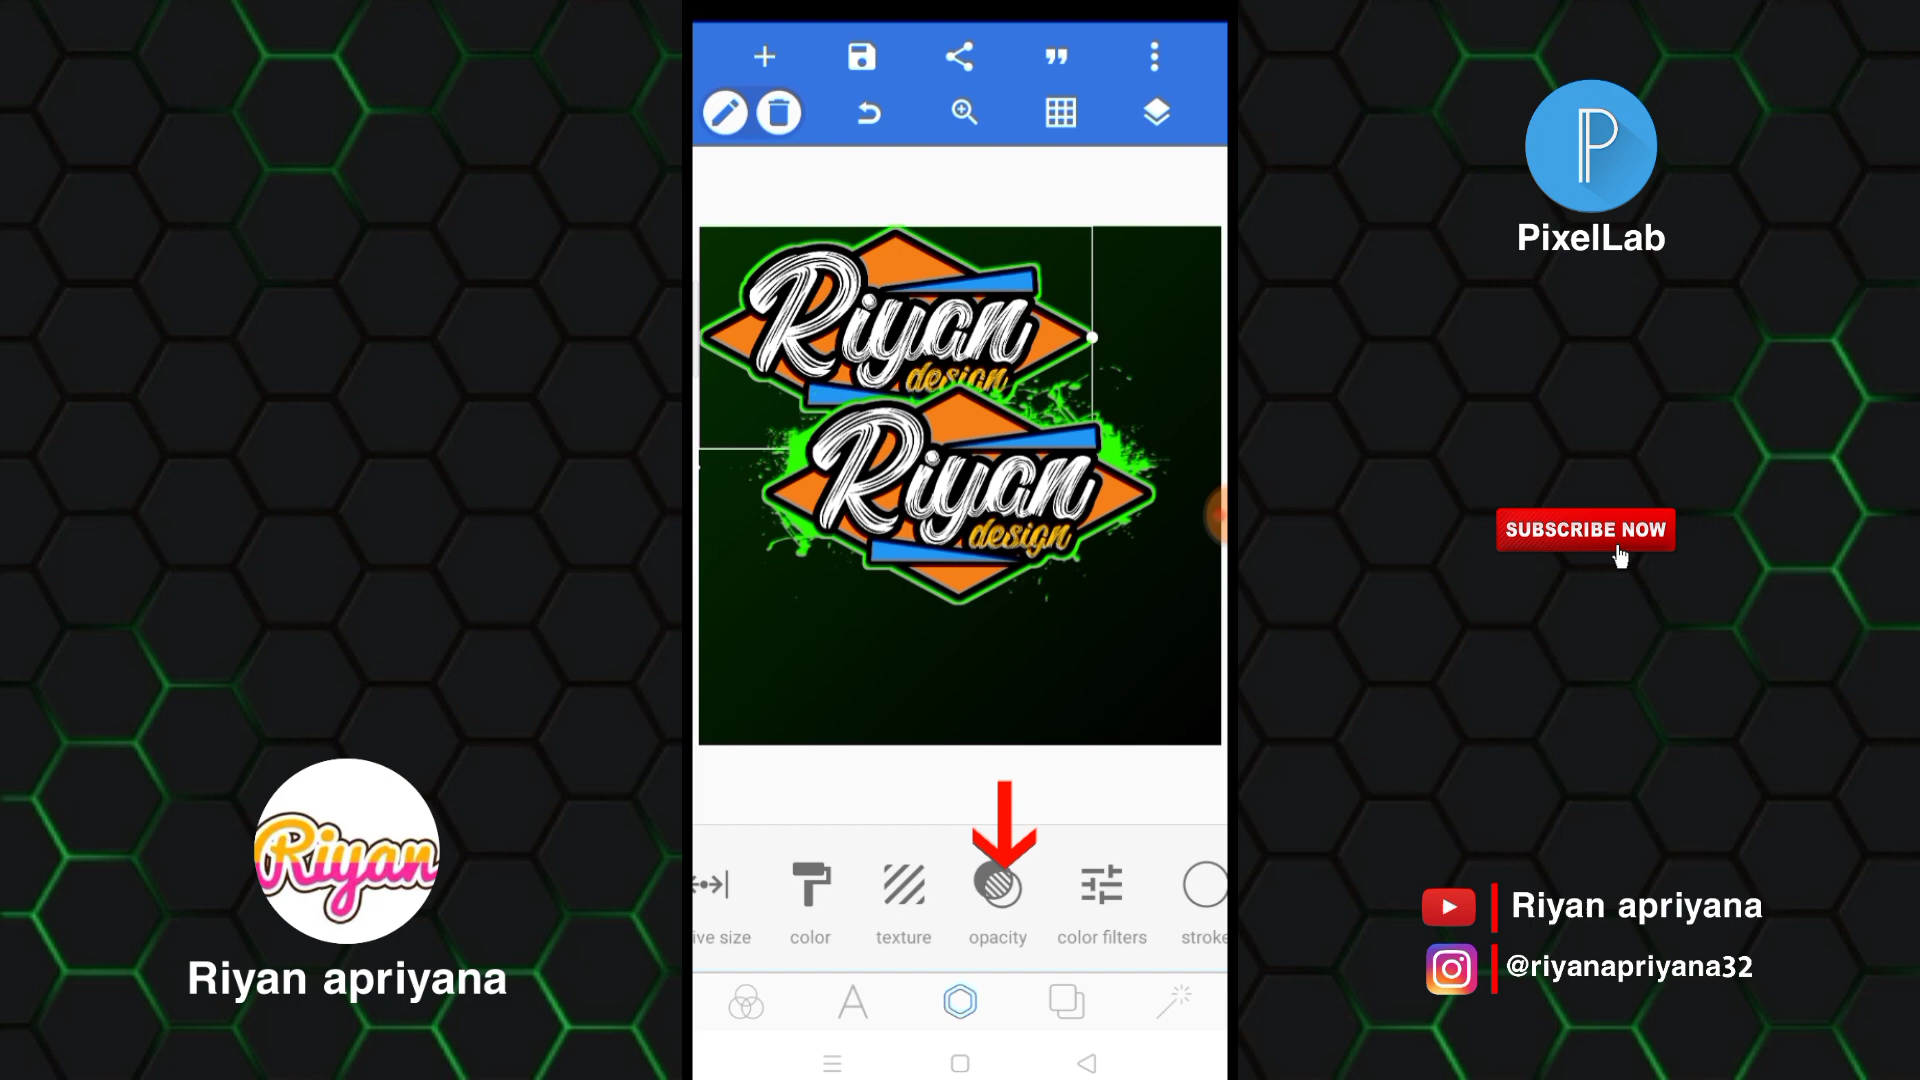 PixelLab
Riyan
design
Riyan
design
SUBSCRIBE NOW
ive size
color
texture
opacity
color filters
stroke
Riyan
Riyan apriyana
Riyan apriyana
@riyanapriyana32